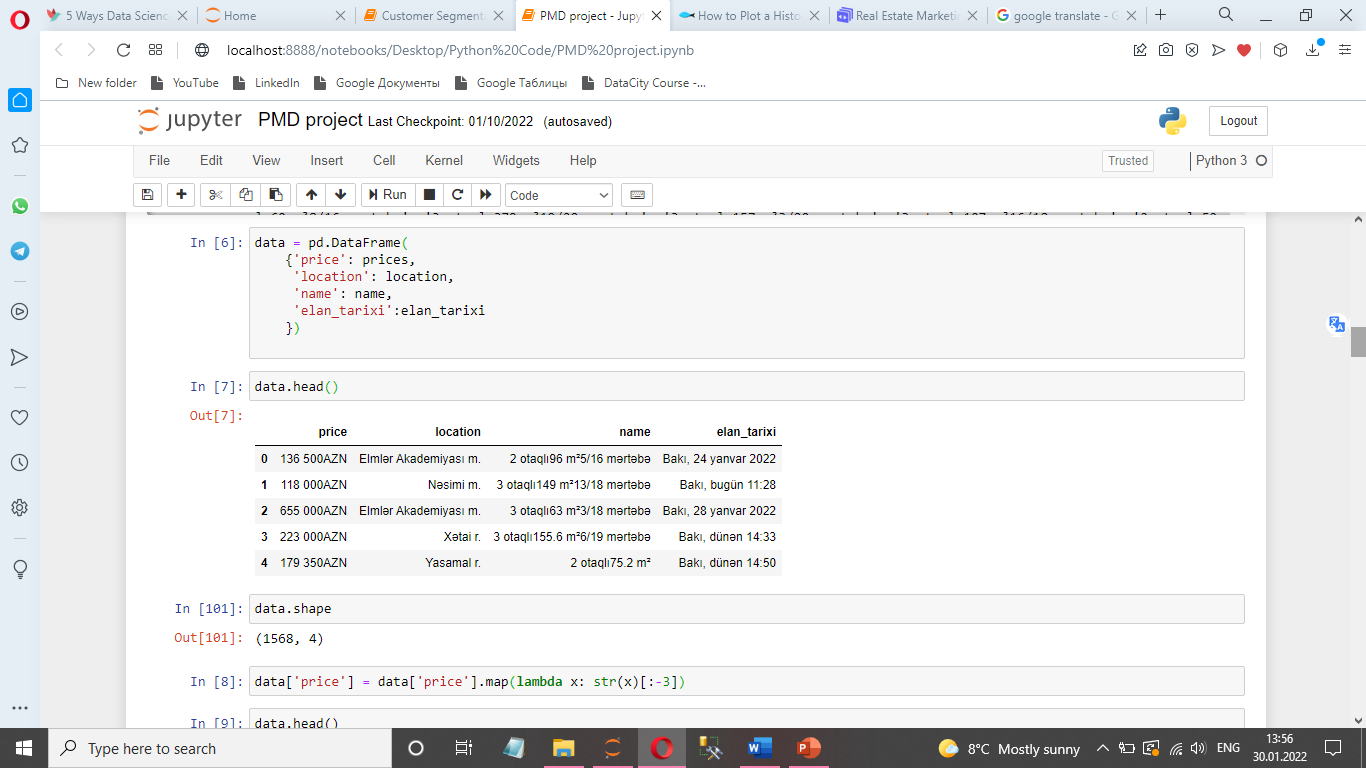 5 Ways Data Scienc
Home
Customer Segment
PMD project - Jupy
How to Plot a Histo
Real Estate Marketi
google translate - G
localhost:8888/notebooks/Desktop/Python%20Code/PMD%20project.ipynb
New folder
YouTube
LinkedIn
Google Документы
Google Таблицы
DataCity Course -...
jupyter
PMD project Last Checkpoint: 01/10/2022 (autosaved)
Logout
File Edit View Insert Cell Kernel Widgets Help
Trusted
Python 3
Run
Code
In [6]: data = pd.DataFrame(
{'price': prices,
'location': location,
'name': name,
'elan_tarixi':elan_tarixi
})
In [7]: data.head()
Out[7]:
price location name elan_tarixi
0 136 500AZN Elmlər Akademiyası m. 2 otaqlı96 m²5/16 mərtəbə Bakı, 24 yanvar 2022
1 118 000AZN Nəsimi m. 3 otaqlı149 m²13/18 mərtəbə Bakı, bugün 11:28
2 655 000AZN Elmlər Akademiyası m. 3 otaqlı63 m²3/18 mərtəbə Bakı, 28 yanvar 2022
3 223 000AZN Xətai r. 3 otaqlı155.6 m²6/19 mərtəbə Bakı, dünən 14:33
4 179 350AZN Yasamal r. 2 otaqlı75.2 m² Bakı, dünən 14:50
In [101]: data.shape
Out[101]: (1568, 4)
In [8]: data['price'] = data['price'].map(lambda x: str(x)[:-3])
In [9]: data.head()
Type here to search
8°C Mostly sunny
ENG
13:56
30.01.2022